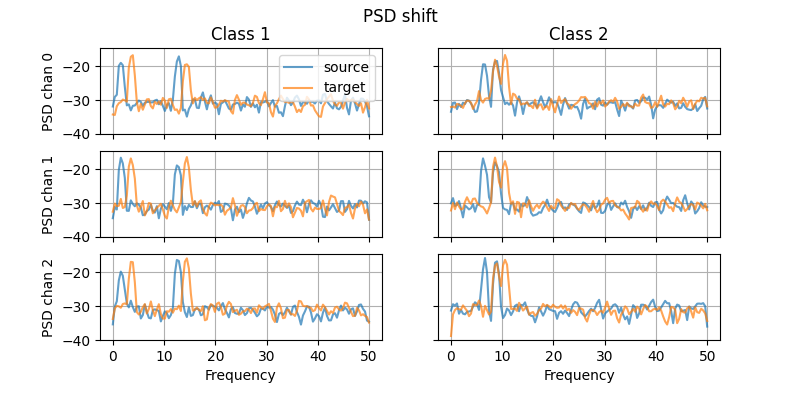 PSD shift
Class 1
Class 2
PSD chan 0
−20
−30
−40
source
target
PSD chan 1
−20
−30
−40
PSD chan 2
−20
−30
−40
0 10 20 30 40 50
0 10 20 30 40 50
Frequency
Frequency